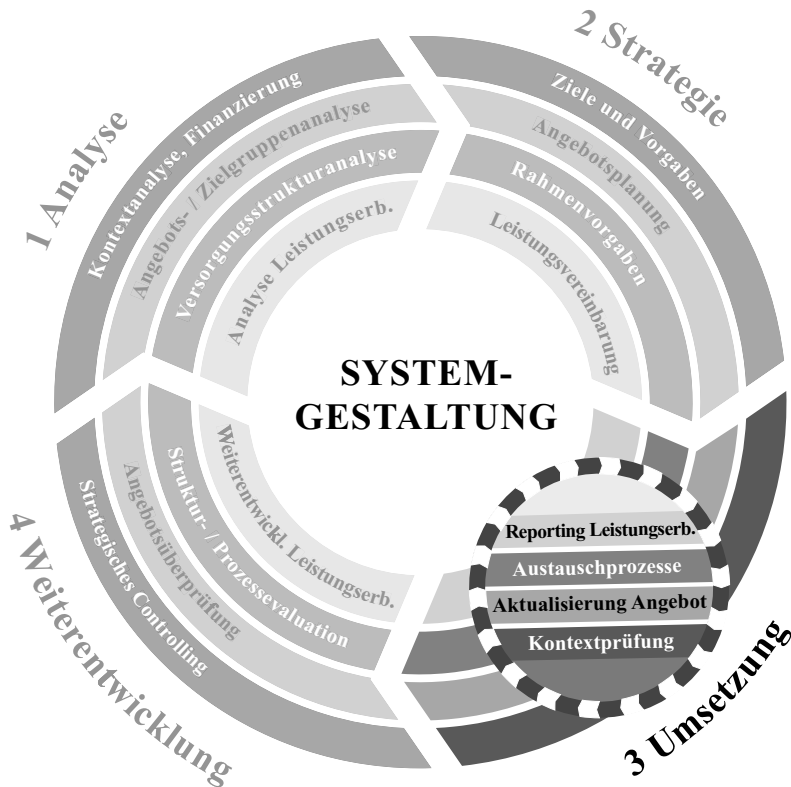 1 Analyse
Kontextanalyse, Finanzierung
Angebots- / Zielgruppenanalyse
Versorgungsstrukturanalyse
Analyse Leistungserb.
2 Strategie
Ziele und Vorgaben
Angebotsplanung
Rahmenvorgaben
Leistungsvereinbarung
SYSTEM-
GESTALTUNG
3 Umsetzung
Reporting Leistungserb.
Austauschprozesse
Aktualisierung Angebot
Kontextprüfung
4 Weiterentwicklung
Strategisches Controlling
Angebotsüberprüfung
Struktur- / Prozessevaluation
Weiterentwickl. Leistungserb.